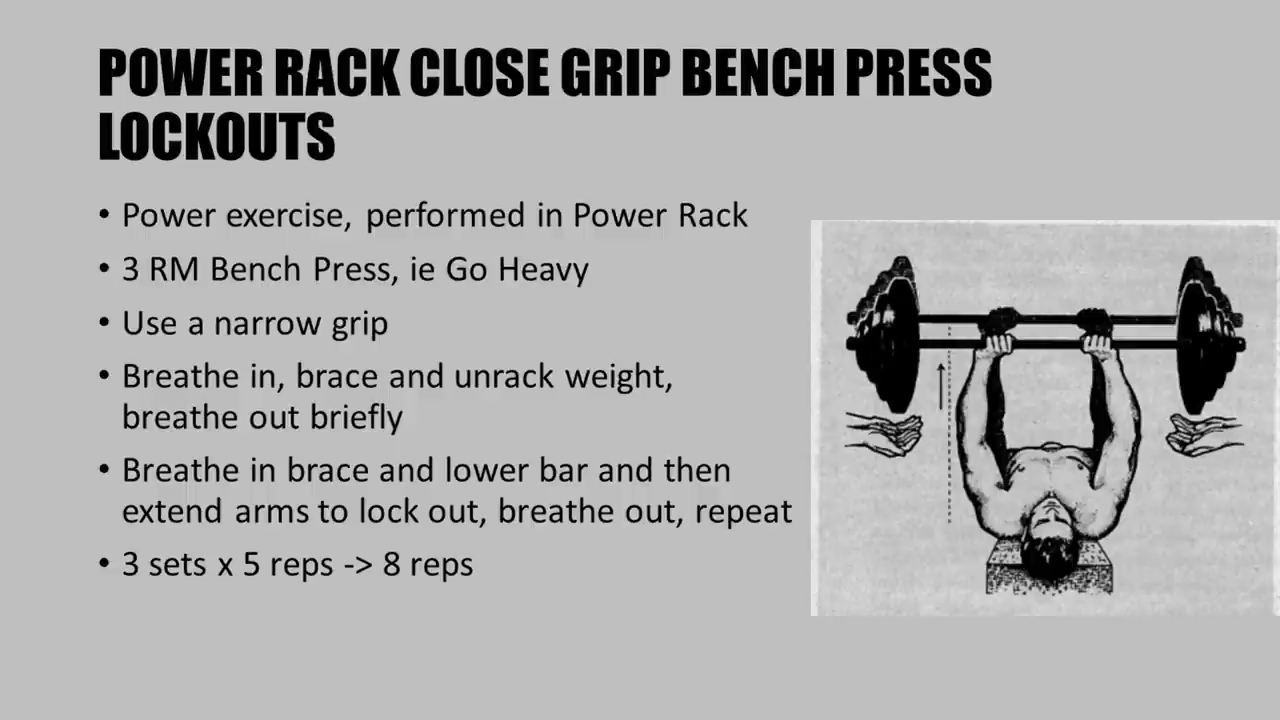 POWER RACK CLOSE GRIP BENCH PRESS
LOCKOUTS
• Power exercise, performed in Power Rack
• 3 RM Bench Press, ie Go Heavy
• Use a narrow grip
• Breathe in, brace and unrack weight,
breathe out briefly
• Breathe in brace and lower bar and then
extend arms to lock out, breathe out, repeat
• 3 sets x 5 reps -> 8 reps